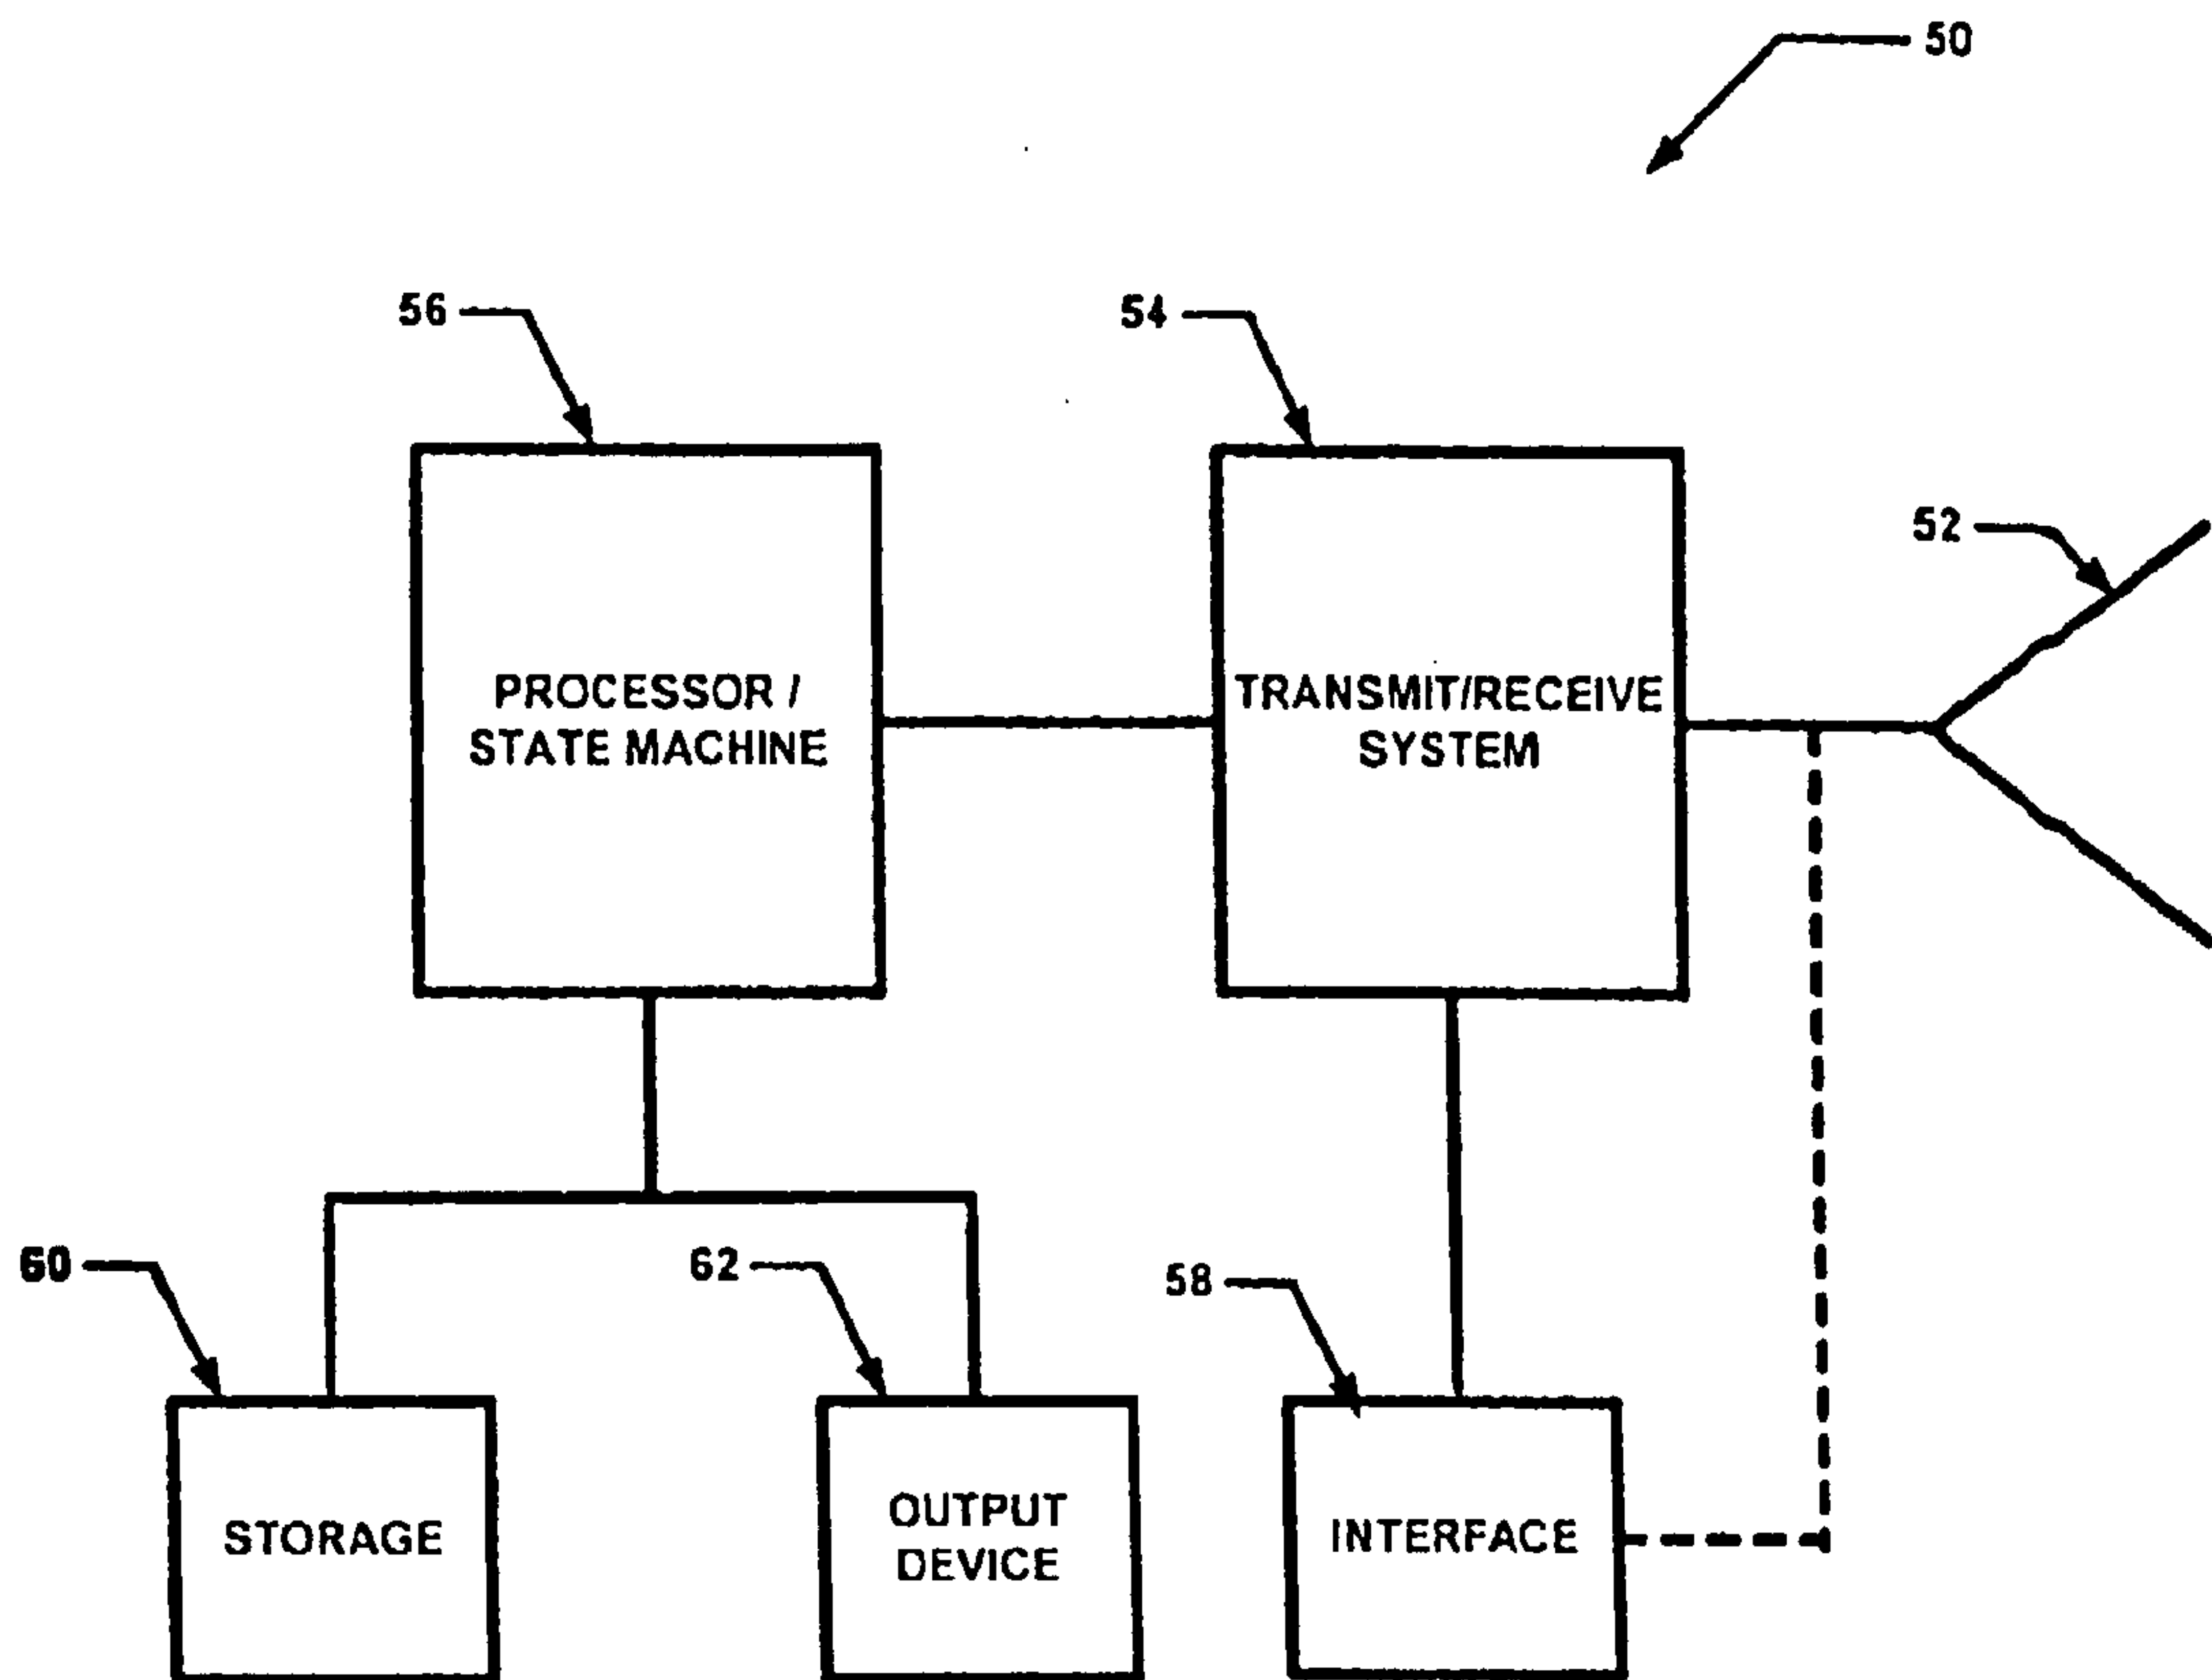 50
56
54
52
PROCESSOR /
STATE MACHINE
TRANSMIT/RECEIVE
SYSTEM
60
62
58
STORAGE
OUTPUT
DEVICE
INTERFACE